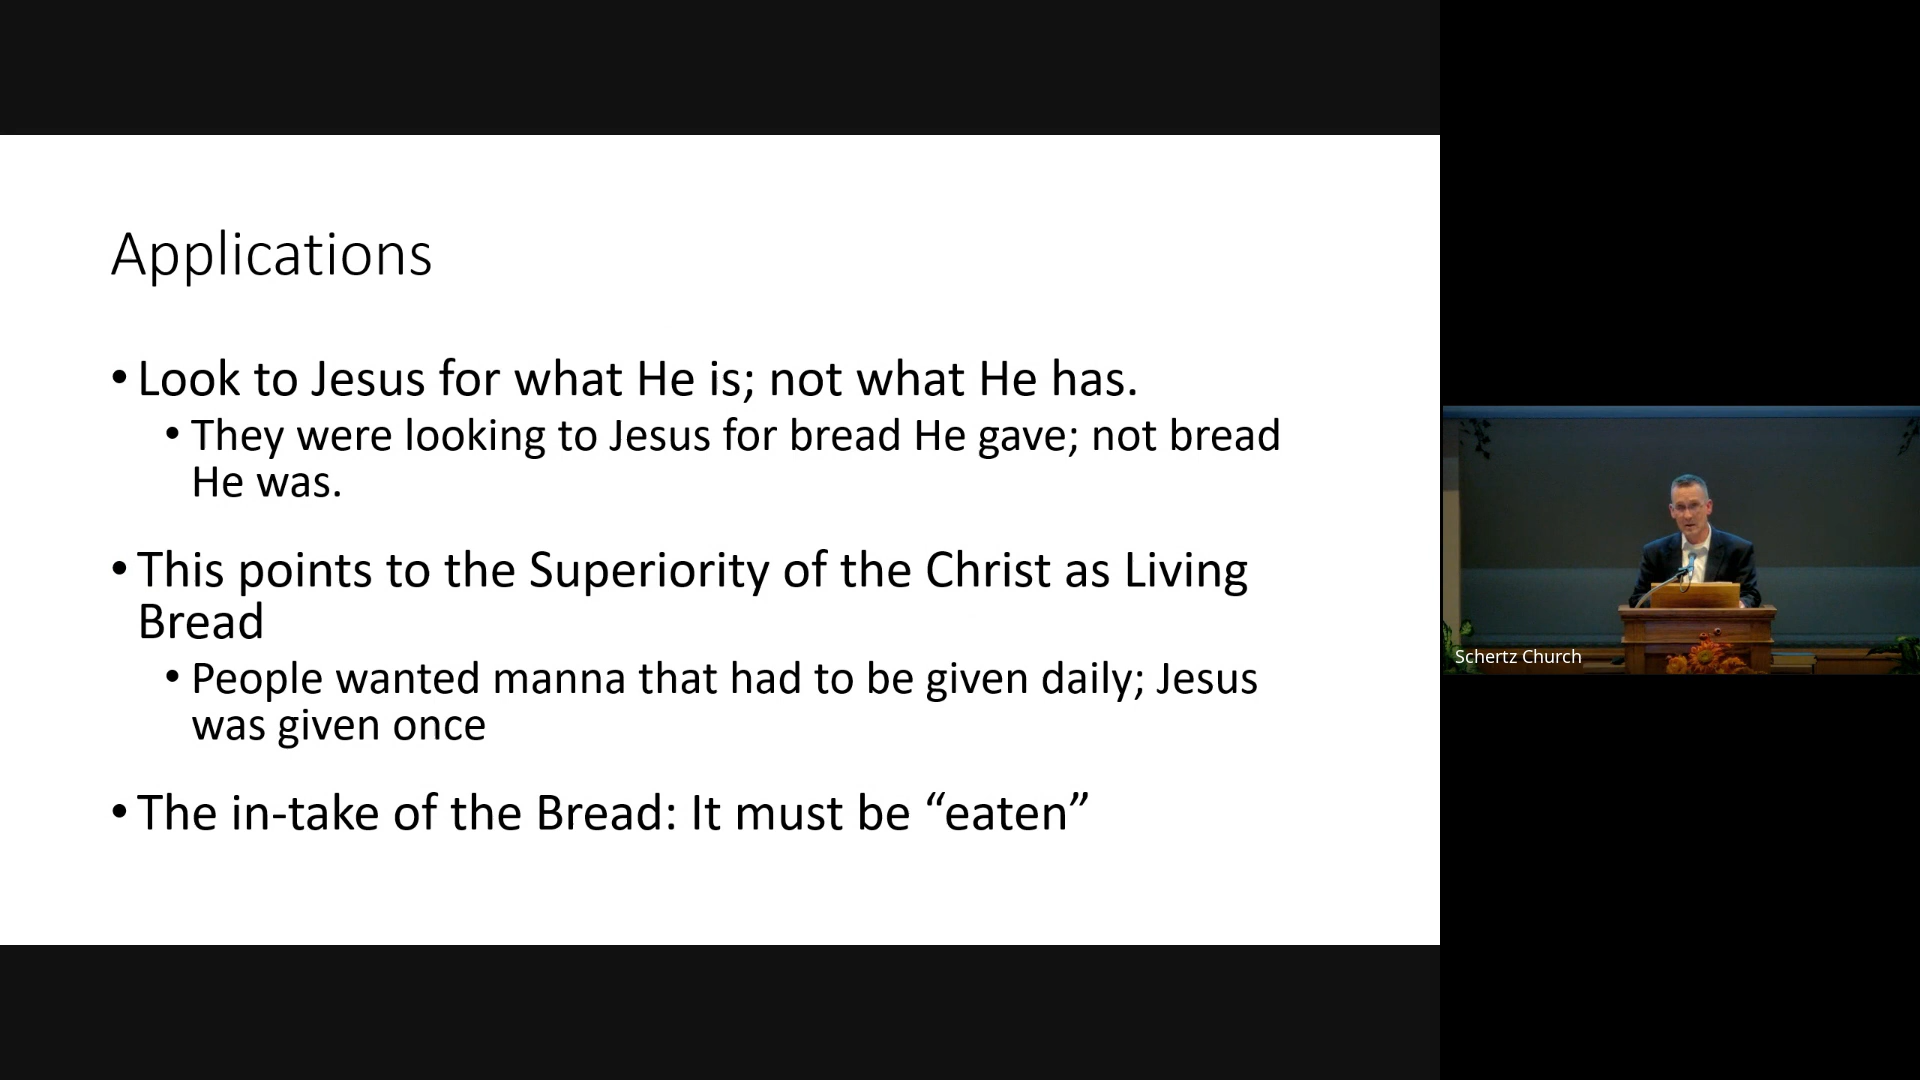 Applications
• Look to Jesus for what He is; not what He has.
• They were looking to Jesus for bread He gave; not bread
He was.
• This points to the Superiority of the Christ as Living
Bread
• People wanted manna that had to be given daily; Jesus
was given once
• The in-take of the Bread: It must be “eaten”
Schertz Church